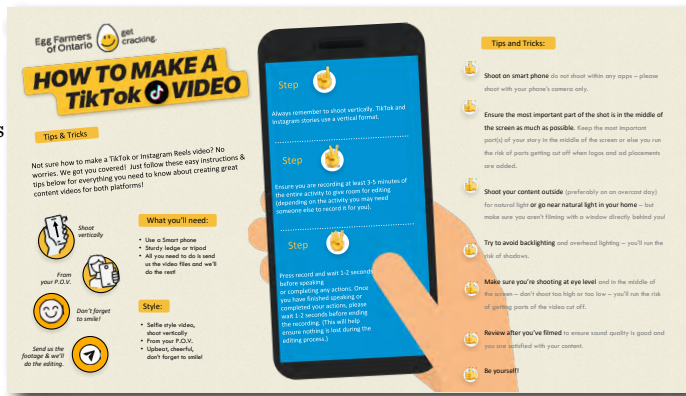 Egg Farmers
of Ontario
get
cracking.
HOW TO MAKE A
TikTok VIDEO
Tips & Tricks
Not sure how to make a TikTok or Instagram Reels video? No
worries. We got you covered! Just follow these easy instructions &
tips below for everything you need to know about creating great
content videos for both platforms!
Shoot
vertically
From
your P.O.V.
Don't forget
to smile!
Send us the
footage & we'll
do the editing.
What you'll need:
• Use a Smart phone
• Sturdy ledge or tripod
• All you need to do is send
us the video files and we'll
do the rest!
Style:
• Selfie style video,
shoot vertically
• From your P.O.V.
• Upbeat, cheerful,
don't forget to smile!
Step
Always remember to shoot vertically. TikTok and
Instagram stories use a vertical format.
Step
Ensure you are recording at least 3-5 minutes of
the entire activity to give room for editing
(depending on the activity you may need
someone else to record it for you).
Step
Press record and wait 1-2 seconds
before speaking
or completing any actions. Once
you have finished speaking or
completed your actions, please
wait 1-2 seconds before ending
the recording. (This will help
ensure nothing is lost during the
editing process.)
Tips and Tricks:
Shoot on smart phone do not shoot within any apps – please
shoot with your phone's camera only.
Ensure the most important part of the shot is in the middle of
the screen as much as possible. Keep the most important
part(s) of your story in the middle of the screen or else you run
the risk of parts getting cut off when logos and ad placements
are added.
Shoot your content outside (preferably on an overcast day)
for natural light or go near natural light in your home – but
make sure you aren't filming with a window directly behind you!
Try to avoid backlighting and overhead lighting – you'll run the
risk of shadows.
Make sure you're shooting at eye level and in the middle of
the screen – don't shoot too high or too low – you'll run the risk
of getting parts of the video cut off.
Review after you've filmed to ensure sound quality is good and
you are satisfied with your content.
Be yourself!
s